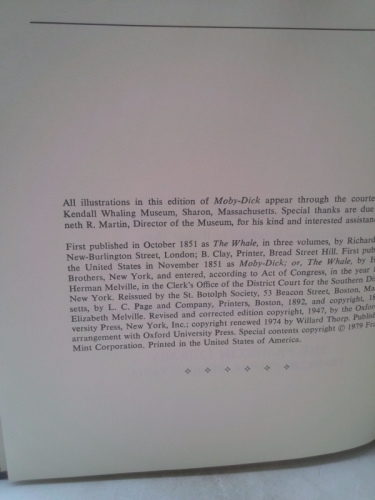 All illustrations in this edition of Moby-Dick appear through the courte
Kendall Whaling Museum, Sharon, Massachusetts. Special thanks are due
neth R. Martin, Director of the Museum, for his kind and interested assistan
First published in October 1851 as The Whale, in three volumes, by Richard
New-Burlington Street, London; B. Clay, Printer, Bread Street Hill. First pub
the United States in November 1851 as Moby-Dick; or, The Whale, by
Brothers, New York, and entered, according to Act of Congress, in the year
Herman Melville, in the Clerk's Office of the District Court for the Southern Di
New York. Reissued by the St. Botolph Society, 53 Beacon Street, Boston, Ma
setts, by L. C. Page and Company, Printers, Boston, 1892, and copyright, 18
Elizabeth Melville. Revised and corrected edition copyright, 1947, by the Oxford
versity Press, New York, Inc.; copyright renewed 1974 by Willard Thorp. Publish
arrangement with Oxford University Press. Special contents copyright © 1979 Fra
Mint Corporation. Printed in the United States of America.